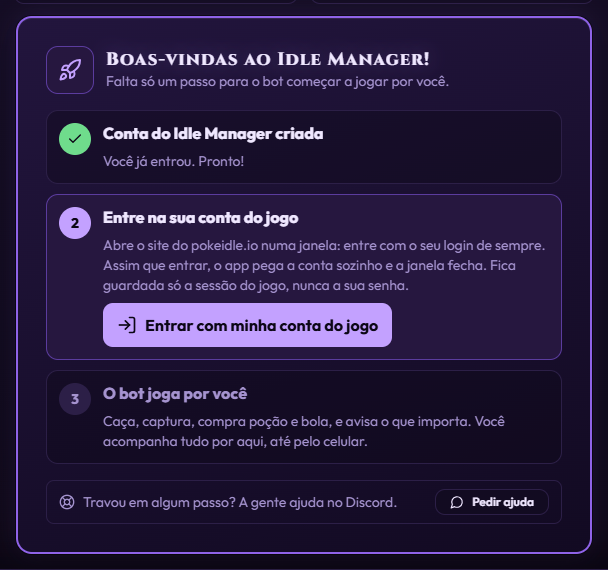 Boas-vindas ao Idle Manager!
Falta só um passo para o bot começar a jogar por você.
Conta do Idle Manager criada
Você já entrou. Pronto!
2
Entre na sua conta do jogo
Abre o site do pokeidle.io numa janela: entre com o seu login de sempre.
Assim que entrar, o app pega a conta sozinho e a janela fecha. Fica
guardada só a sessão do jogo, nunca a sua senha.
Entrar com minha conta do jogo
3
O bot joga por você
Caça, captura, compra poção e bola, e avisa o que importa. Você
acompanha tudo por aqui, até pelo celular.
Travou em algum passo? A gente ajuda no Discord.
Pedir ajuda